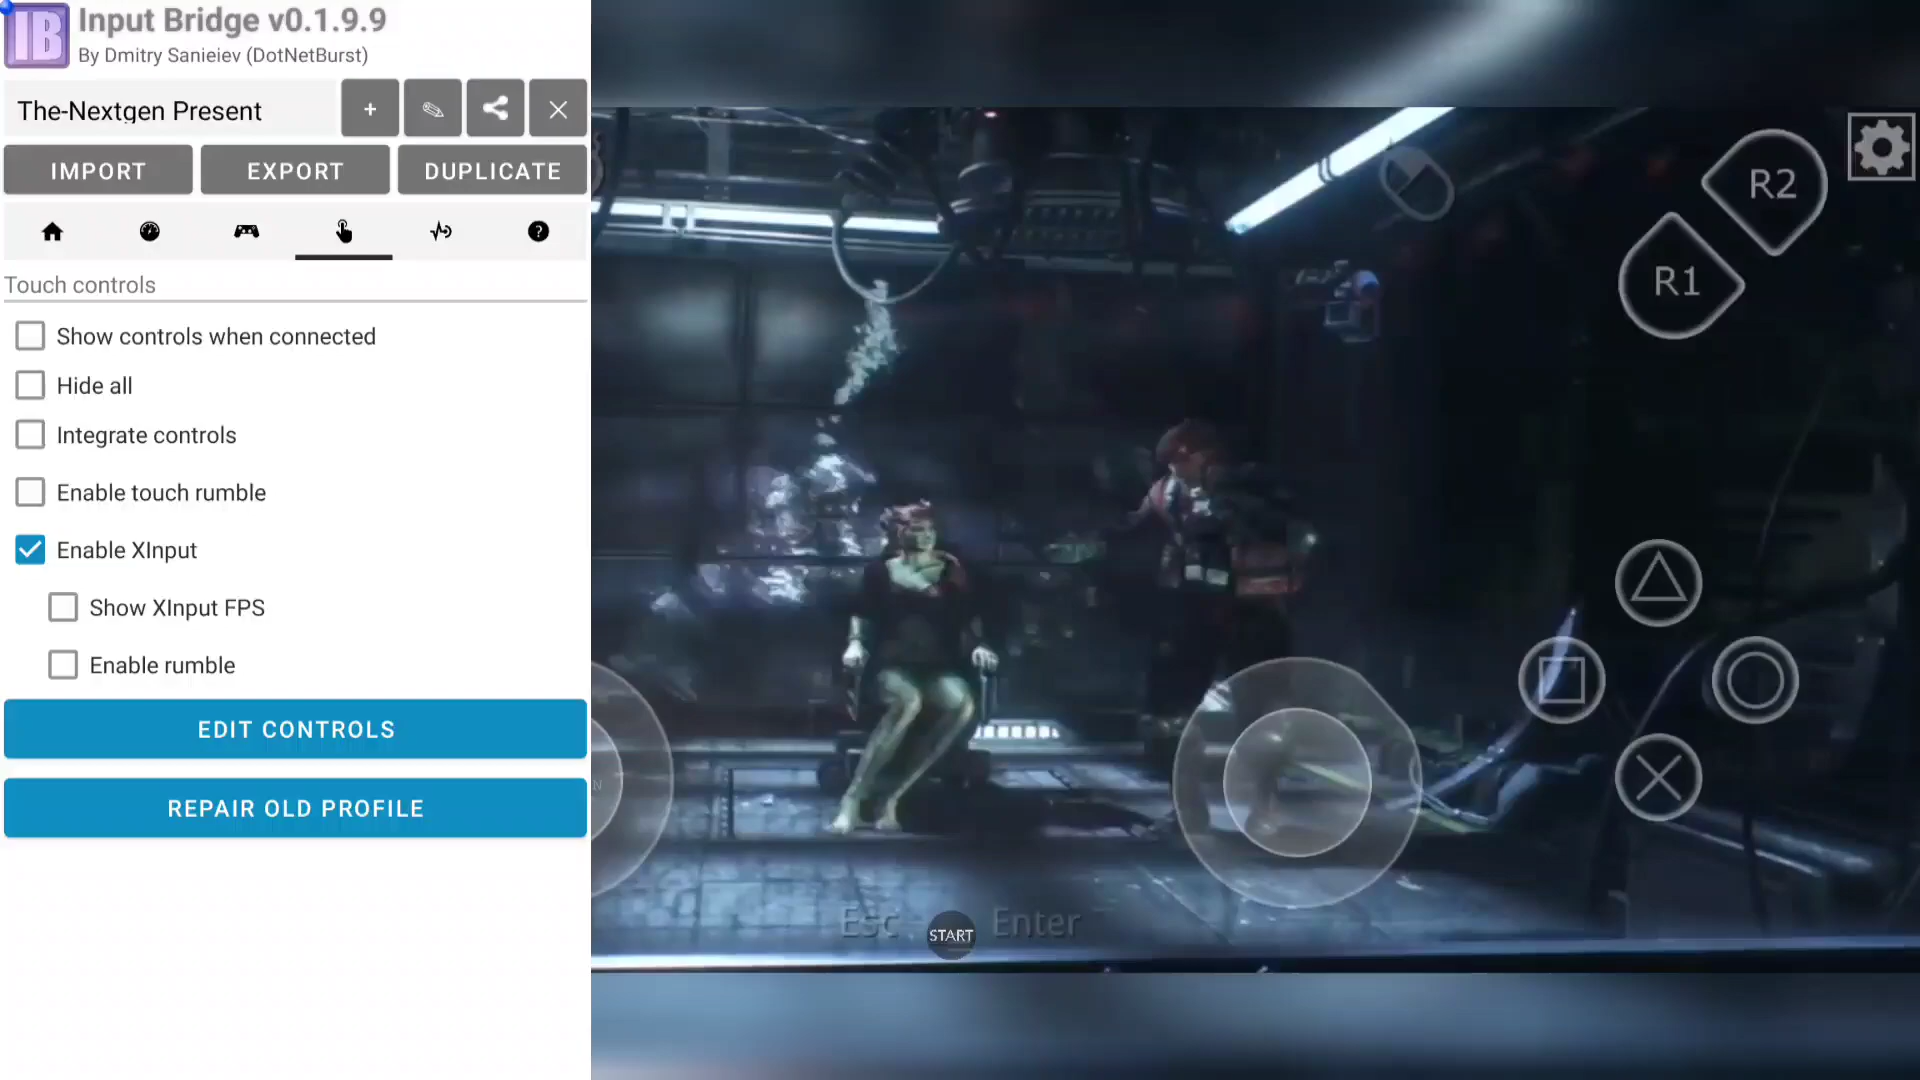 Input Bridge v0.1.9.9
By Dmitry Sanieiev (DotNetBurst)
The-Nextgen Present
+
IMPORT
EXPORT
DUPLICATE
Touch controls
Show controls when connected
Hide all
Integrate controls
Enable touch rumble
Enable XInput
Show XInput FPS
Enable rumble
EDIT CONTROLS
REPAIR OLD PROFILE
R2
R1
Esc
START
Enter